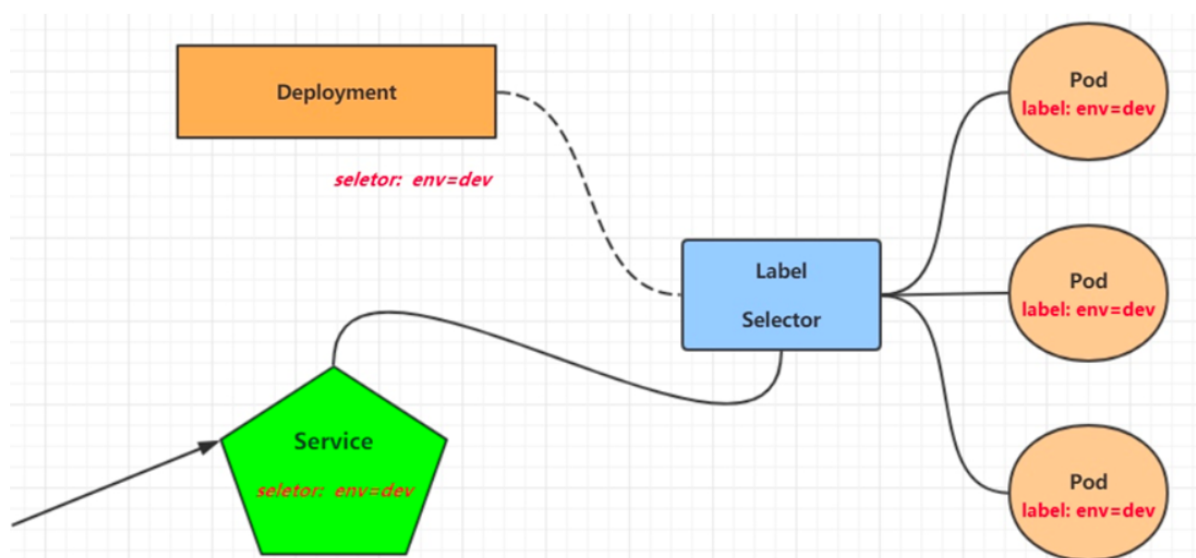 Deployment
seletor: env=dev
Label
Selector
Service
seletor: env=dev
Pod
label: env=dev
Pod
label: env=dev
Pod
label: env=dev